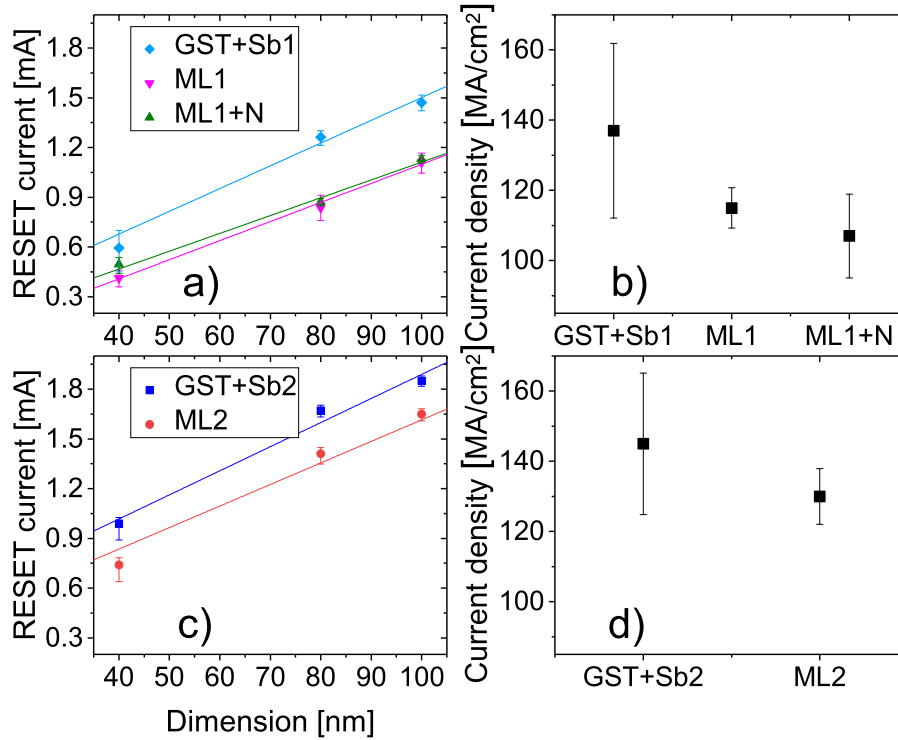 RESET current [mA]
1.8
1.5
1.2
0.9
0.6
0.3
GST+Sb1
ML1
ML1+N
a)
40 50 60 70 80 90 100
Current density [MA/cm²]
160
140
120
100
b)
GST+Sb1 ML1 ML1+N
RESET current [mA]
1.8
1.5
1.2
0.9
0.6
0.3
GST+Sb2
ML2
c)
40 50 60 70 80 90 100
Dimension [nm]
Current density [MA/cm²]
160
140
120
100
d)
GST+Sb2 ML2